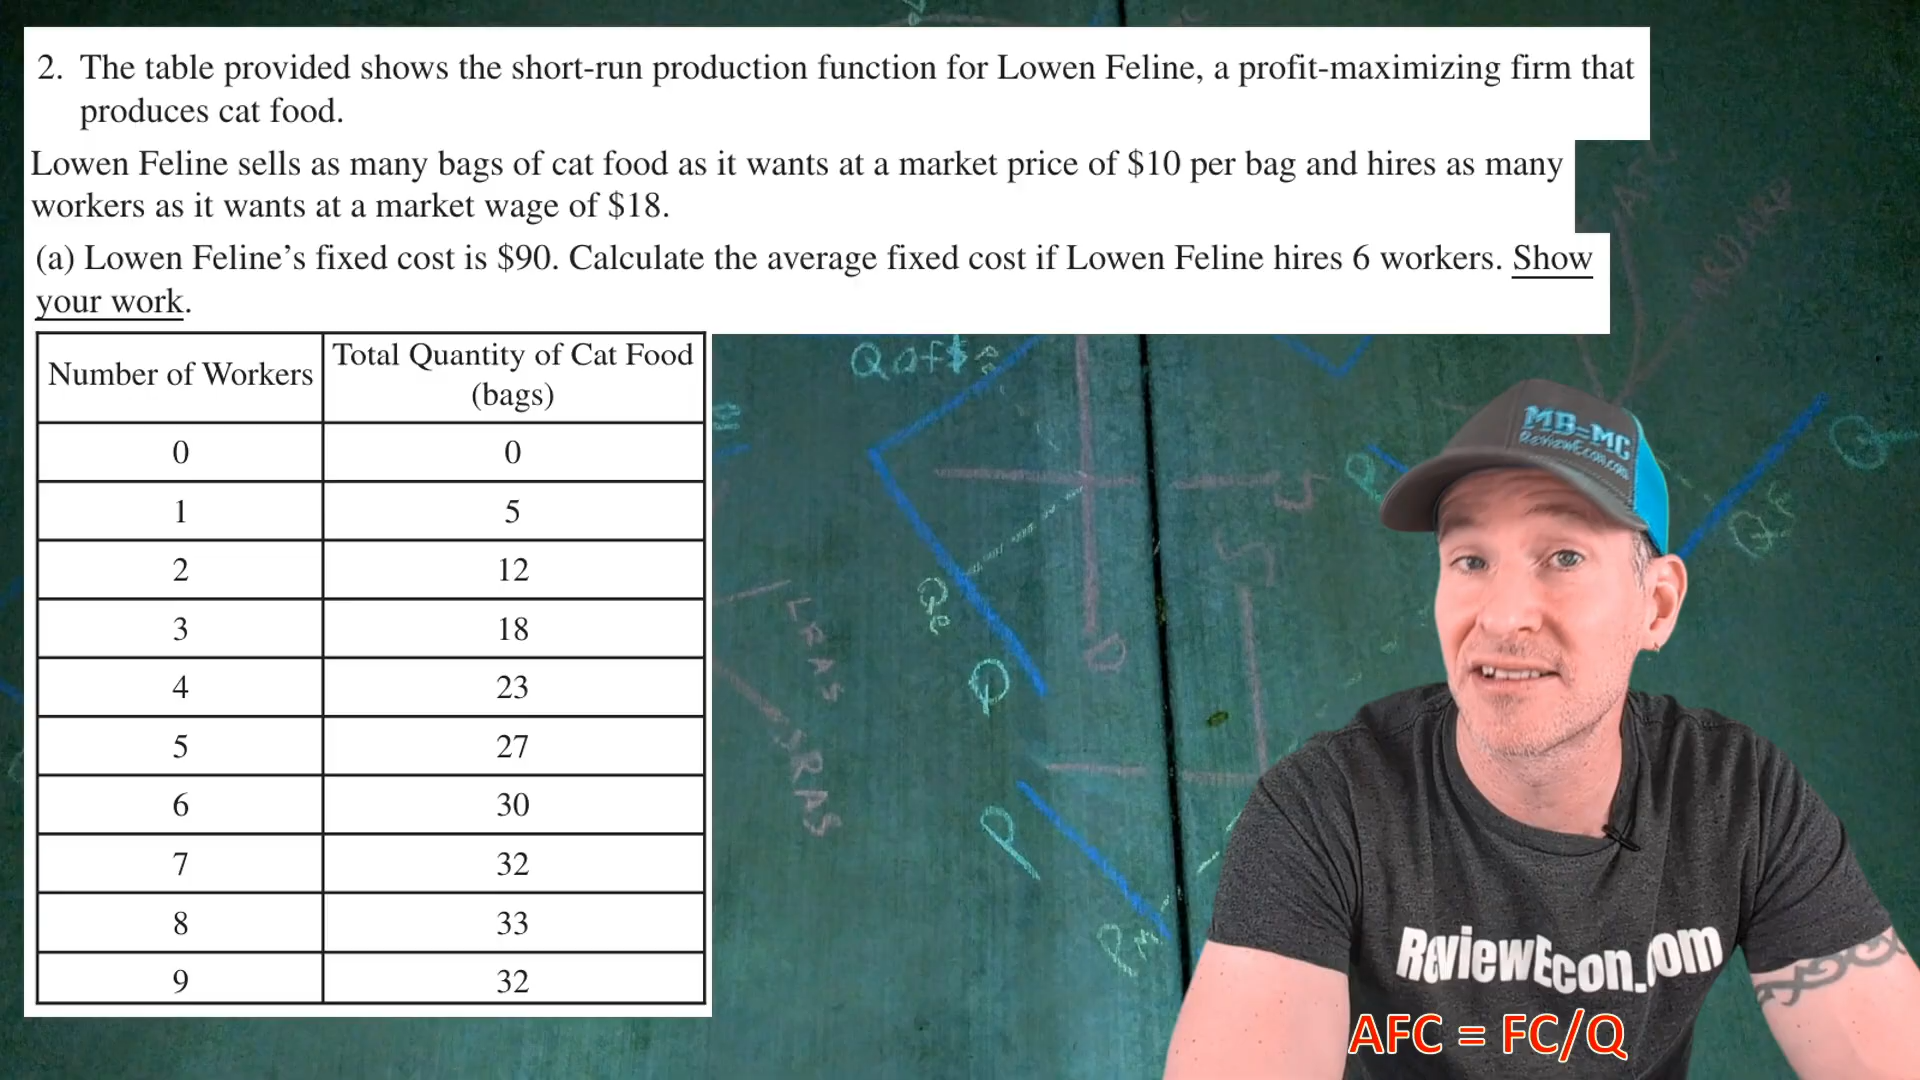 2. The table provided shows the short-run production function for Lowen Feline, a profit-maximizing firm that
produces cat food.
Lowen Feline sells as many bags of cat food as it wants at a market price of $10 per bag and hires as many
workers as it wants at a market wage of $18.
(a) Lowen Feline’s fixed cost is $90. Calculate the average fixed cost if Lowen Feline hires 6 workers. Show
your work.
Number of Workers Total Quantity of Cat Food (bags)
0 0
1 5
2 12
3 18
4 23
5 27
6 30
7 32
8 33
9 32
MB=MC
ReviewEcon.com
ReviewEcon.com
AFC = FC/Q
LRAS
SRAS
Qe
Q
D
S
P